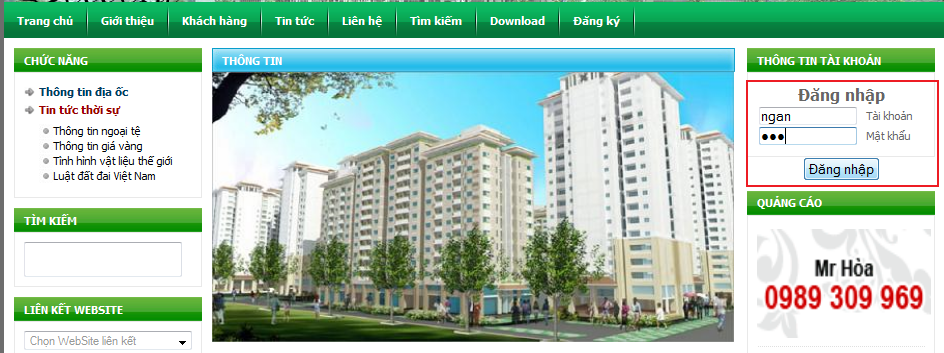 Trang chủ Giới thiệu Khách hàng Tin tức Liên hệ Tìm kiếm Download Đăng ký
CHỨC NĂNG
Thông tin địa ốc
Tin tức thời sự
Thông tin ngoại tệ
Thông tin giá vàng
Tình hình vật liệu thế giới
Luật đất đai Việt Nam
TÌM KIẾM
LIÊN KẾT WEBSITE
Chọn WebSite liên kết
THÔNG TIN
THÔNG TIN TÀI KHOẢN
Đăng nhập
ngan Tài khoản
●●● Mật khẩu
Đăng nhập
QUẢNG CÁO
Mr Hòa
0989 309 969